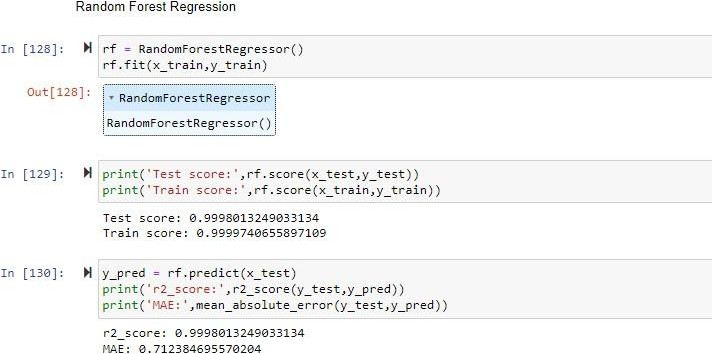 Random Forest Regression
In [128]: rf = RandomForestRegressor()
rf.fit(x_train,y_train)
Out[128]: ▾ RandomForestRegressor
RandomForestRegressor()
In [129]: print('Test score:',rf.score(x_test,y_test))
print('Train score:',rf.score(x_train,y_train))
Test score: 0.9998013249033134
Train score: 0.9999740655897109
In [130]: y_pred = rf.predict(x_test)
print('r2_score:',r2_score(y_test,y_pred))
print('MAE:',mean_absolute_error(y_test,y_pred))
r2_score: 0.9998013249033134
MAE: 0.712384695570204